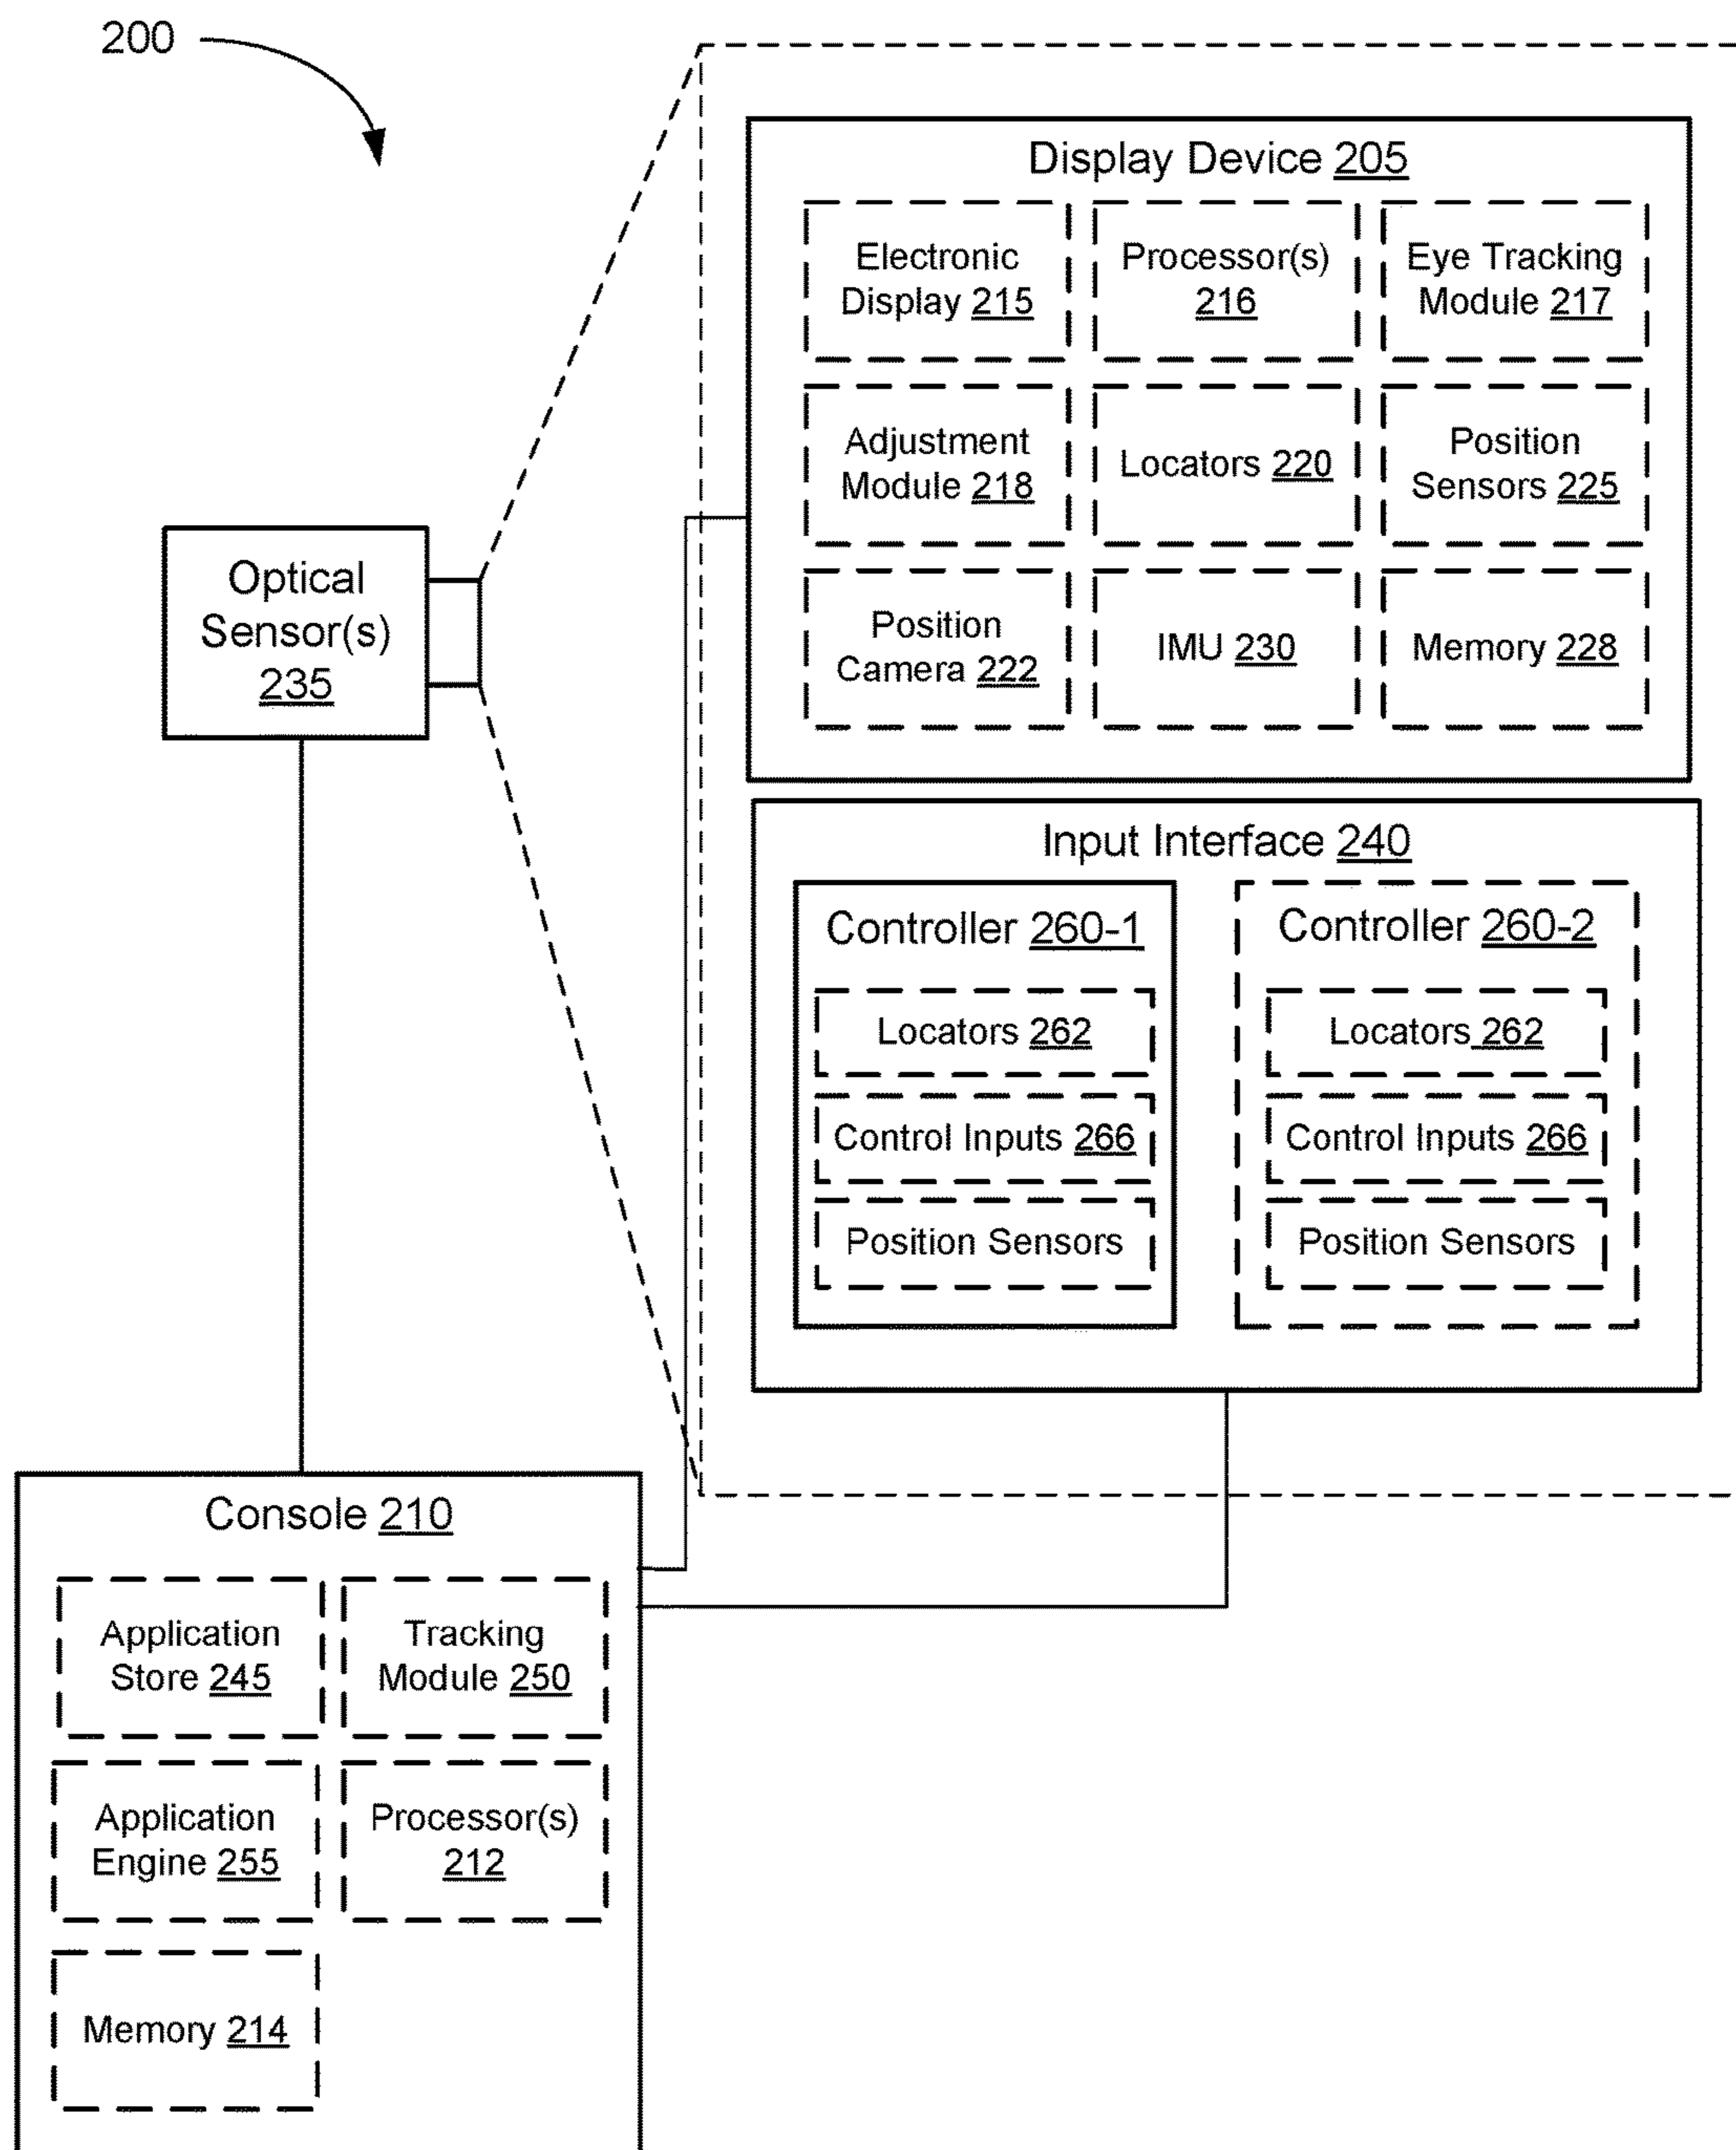 200
Display Device 205
Electronic
Display 215
Processor(s)
216
Eye Tracking
Module 217
Adjustment
Module 218
Locators 220
Position
Sensors 225
Position
Camera 222
IMU 230
Memory 228
Optical
Sensor(s)
235
Input Interface 240
Controller 260-1
Locators 262
Control Inputs 266
Position Sensors
Controller 260-2
Locators 262
Control Inputs 266
Position Sensors
Console 210
Application
Store 245
Tracking
Module 250
Application
Engine 255
Processor(s)
212
Memory 214